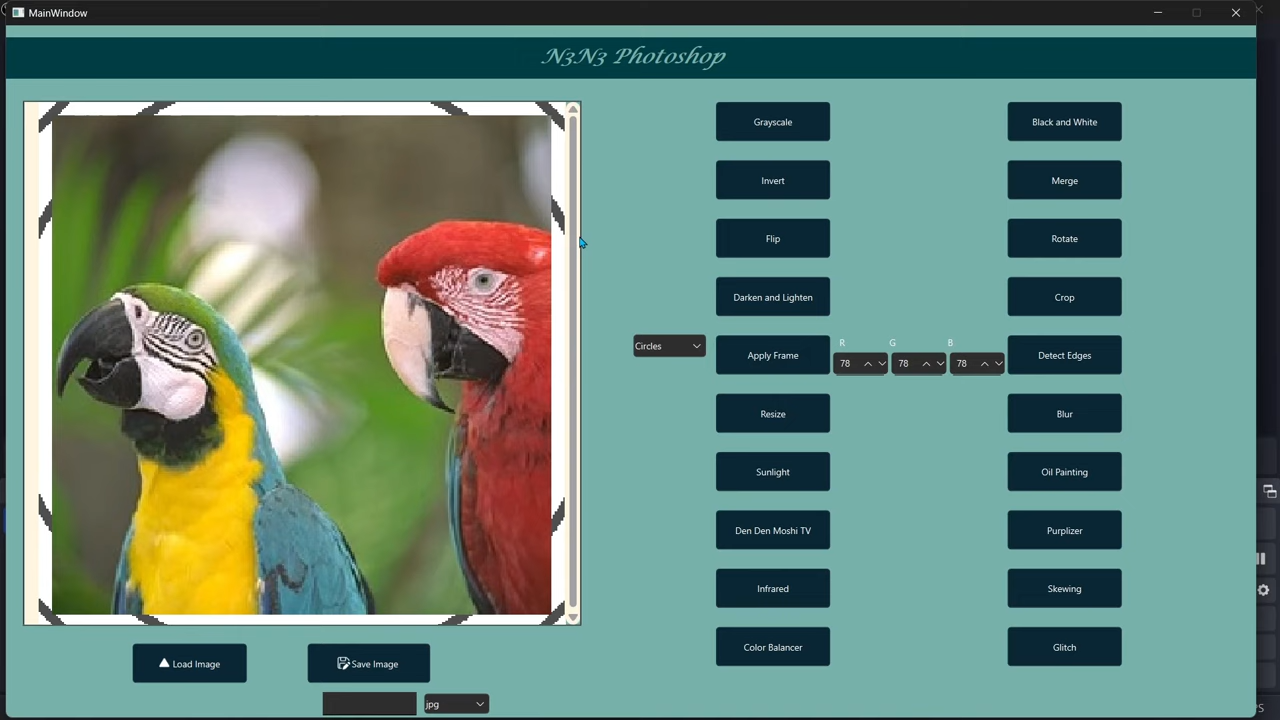 MainWindow
N3N3 Photoshop
Grayscale
Black and White
Invert
Merge
Flip
Rotate
Darken and Lighten
Crop
Circles
Apply Frame
R G B
78 78 78
Detect Edges
Resize
Blur
Sunlight
Oil Painting
Den Den Moshi TV
Purplizer
Infrared
Skewing
Color Balancer
Glitch
Load Image
Save Image
jpg